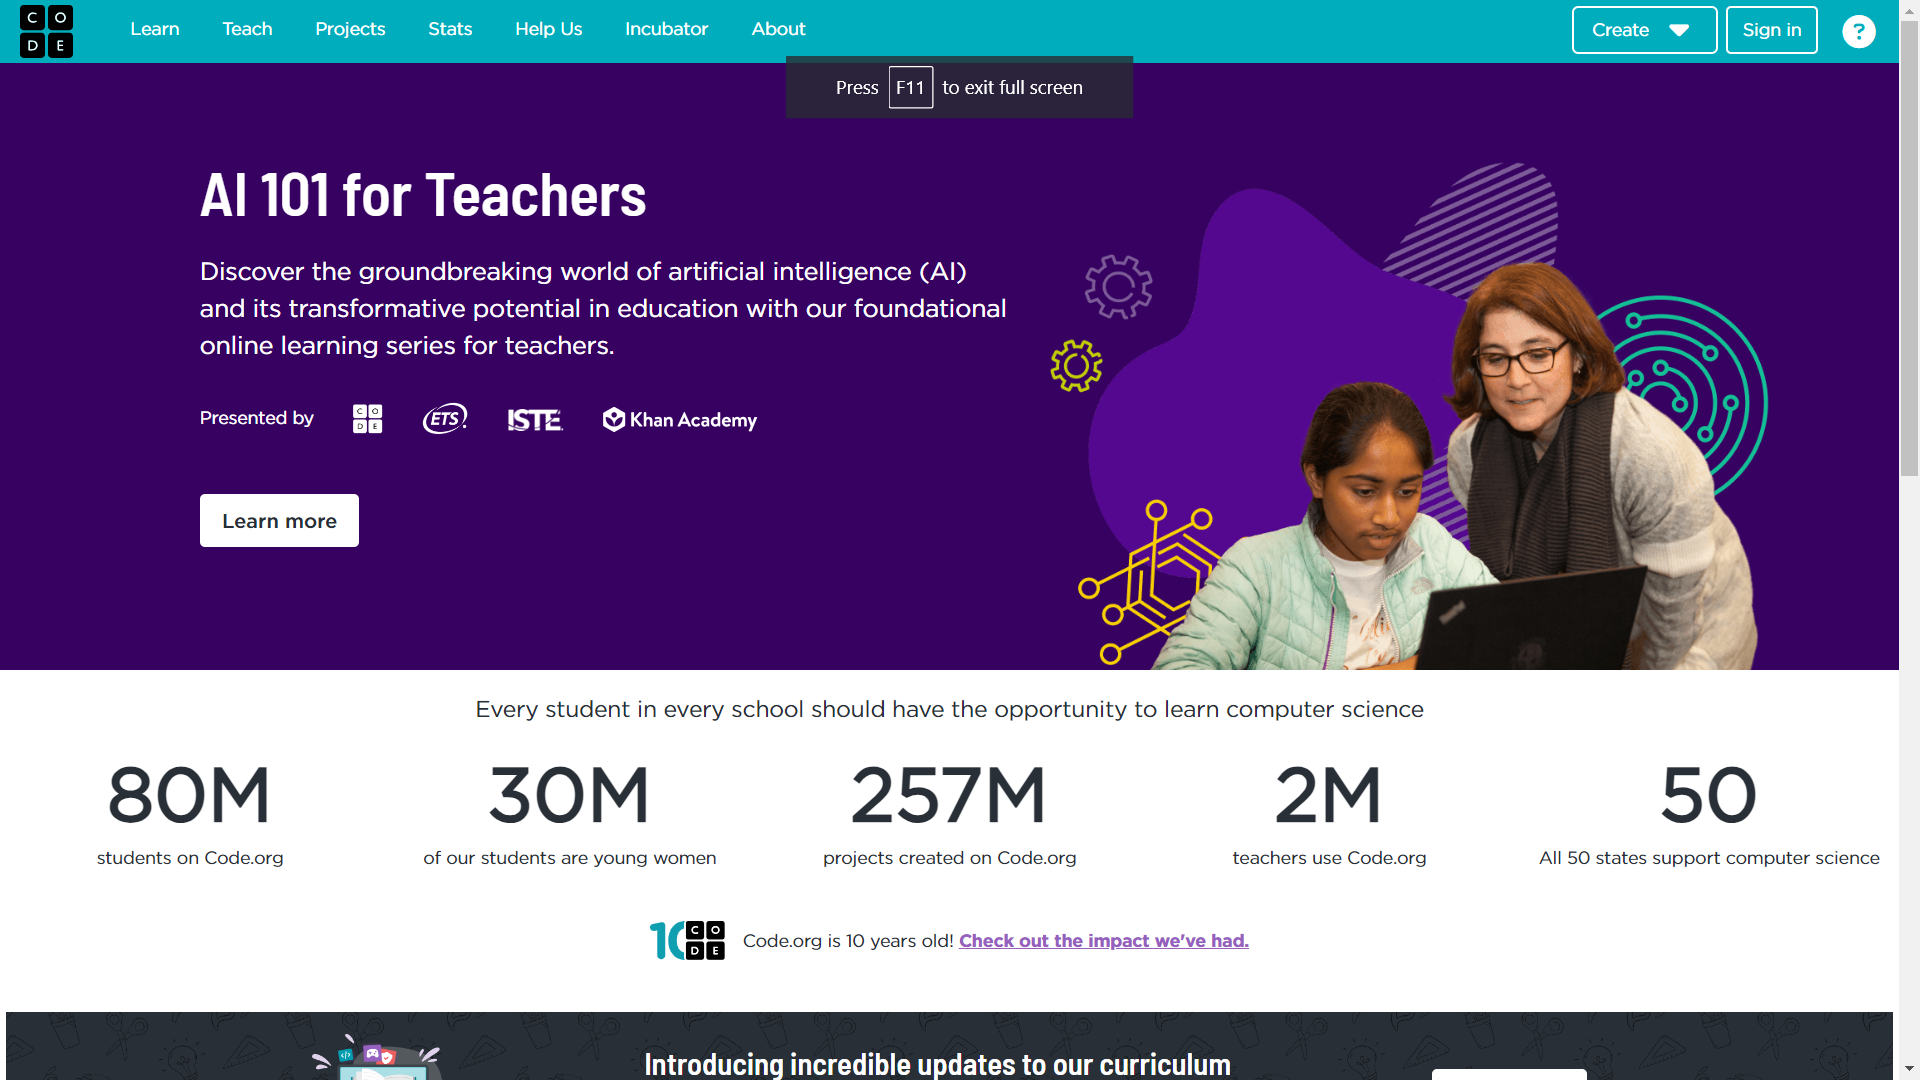 CODE
Learn
Teach
Projects
Stats
Help Us
Incubator
About
Create
Sign in
?
Press F11 to exit full screen
AI 101 for Teachers
Discover the groundbreaking world of artificial intelligence (AI)
and its transformative potential in education with our foundational
online learning series for teachers.
Presented by
CODE
ETS
ISTE
Khan Academy
Learn more
Every student in every school should have the opportunity to learn computer science
80M
students on Code.org
30M
of our students are young women
257M
projects created on Code.org
2M
teachers use Code.org
50
All 50 states support computer science
10 CODE
Code.org is 10 years old! Check out the impact we've had.
Introducing incredible updates to our curriculum